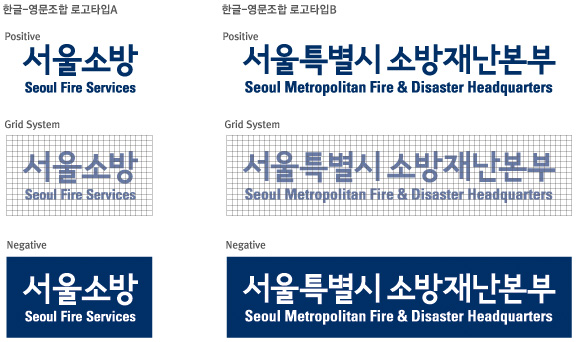 한글-영문조합 로고타입A
Positive
서울소방
Seoul Fire Services
Grid System
서울소방
Seoul Fire Services
Negative
서울소방
Seoul Fire Services
한글-영문조합 로고타입B
Positive
서울특별시 소방재난본부
Seoul Metropolitan Fire & Disaster Headquarters
Grid System
서울특별시 소방재난본부
Seoul Metropolitan Fire & Disaster Headquarters
Negative
서울특별시 소방재난본부
Seoul Metropolitan Fire & Disaster Headquarters